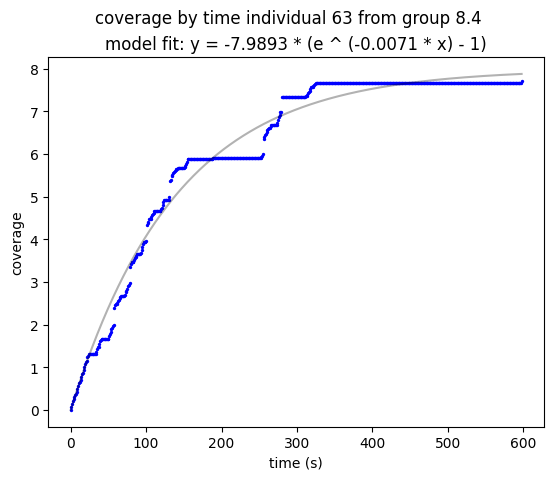 coverage by time individual 63 from group 8.4
model fit: y = -7.9893 * (e ^ (-0.0071 * x) - 1)
8
7
6
5
4
3
2
1
0
coverage
0 100 200 300 400 500 600
time (s)